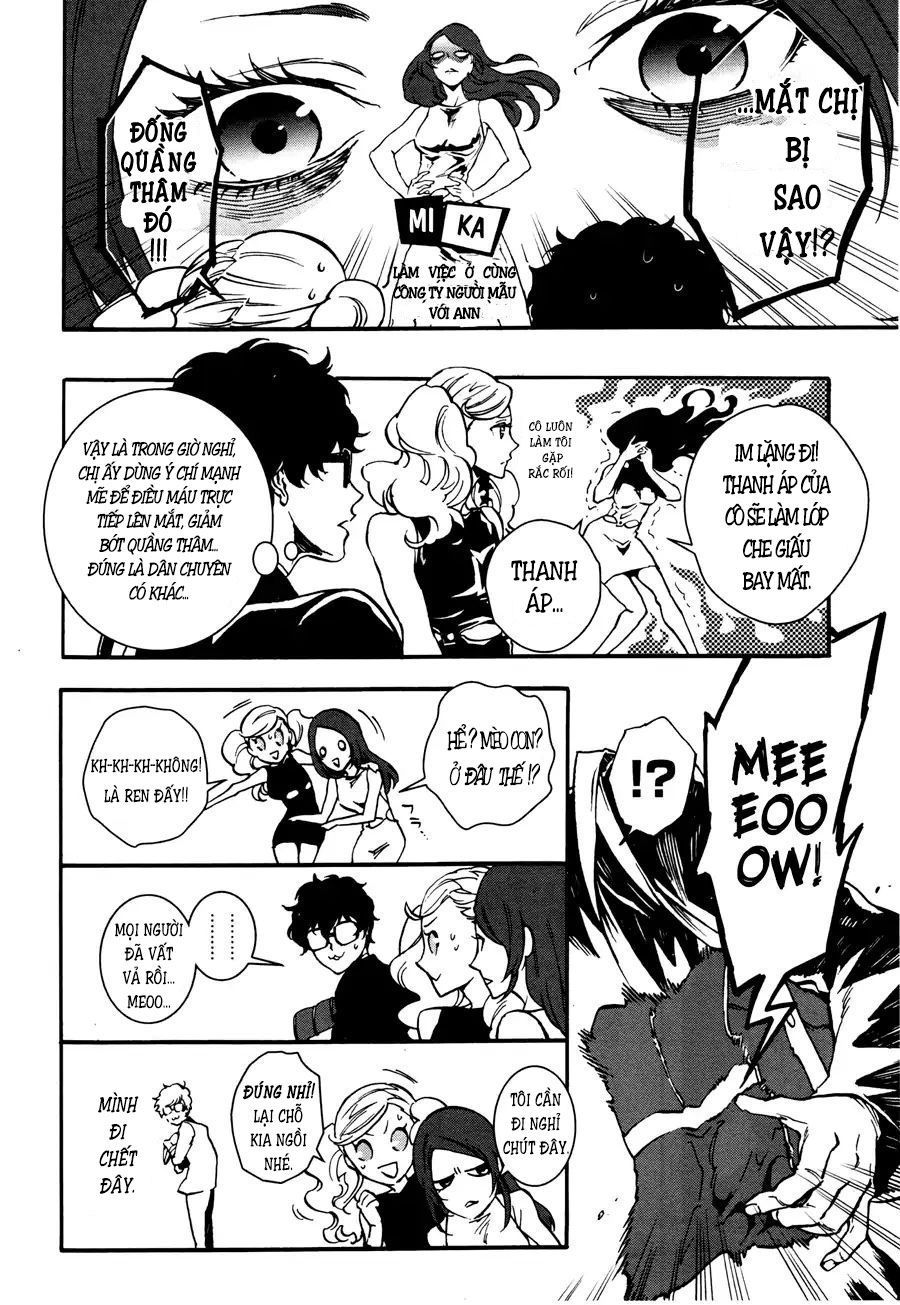 ...MẮT CHỊ
BỊ
SAO
VẬY!?
MI KA
LÀM VIỆC Ở CÙNG
CÔNG TY NGƯỜI MẪU
VỚI ANN
ĐỐNG
QUẦNG
THÂM
ĐÓ
!!!
IM LẶNG ĐI!
THANH ÁP CỦA
CÔ SẼ LÀM LỚP
CHE GIẤU
BAY MẤT.
CÔ LUÔN
LÀM TÔI
GẶP
RẮC RỐI!
THANH
ÁP...
VẬY LÀ TRONG GIỜ NGHỈ,
CHỊ ẤY DÙNG Ý CHÍ MẠNH
MẼ ĐỂ ĐIỀU MÁU TRỰC
TIẾP LÊN MẮT, GIẢM
BỚT QUẦNG THÂM...
ĐÚNG LÀ DÂN CHUYÊN
CÓ KHÁC...
MEE
EOO
OW!
!?
HỂ? MÈO CON?
Ở ĐÂU THẾ !?
KH-KH-KH-KHÔNG!
LÀ REN ĐẤY!!
MỌI NGƯỜI
ĐÃ VẤT
VẢ RỒI...
MEOO...
TÔI CẦN
ĐI NGHỈ
CHÚT ĐÂY.
ĐÚNG NHỈ!
LẠI CHỖ
KIA NGỒI
NHÉ.
MÌNH
ĐI
CHẾT
ĐÂY.